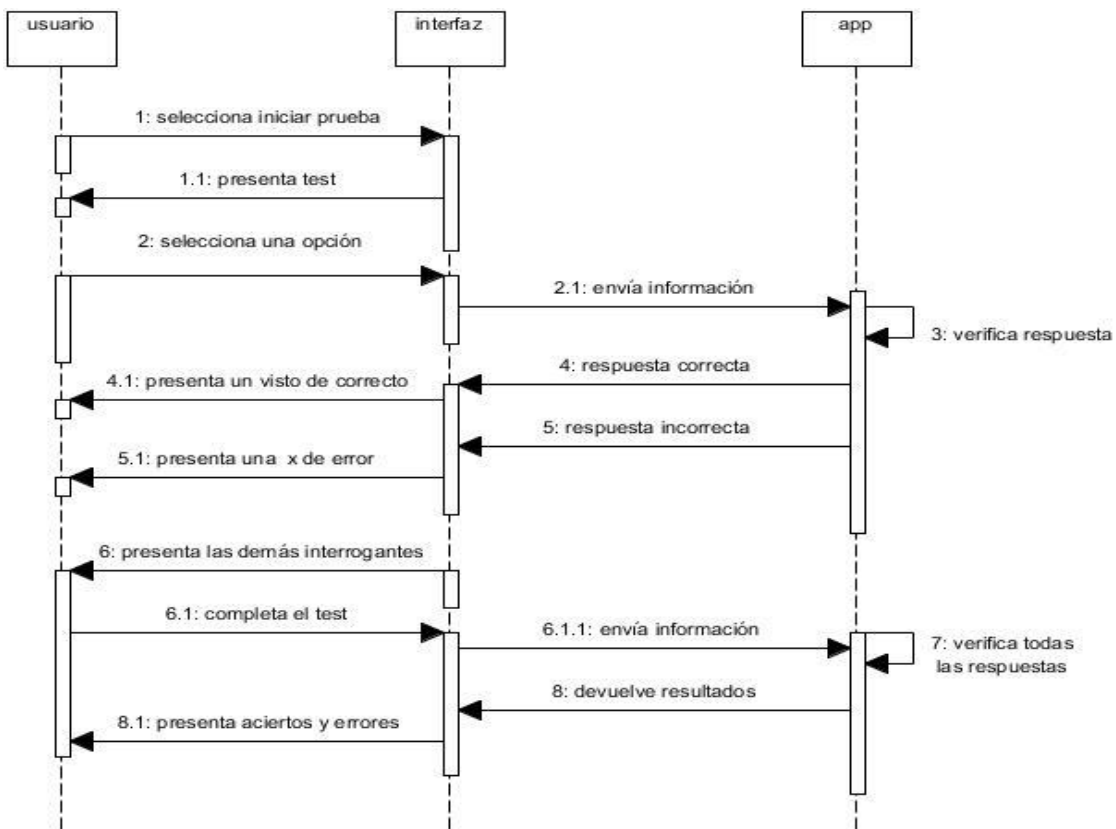 usuario
interfaz
app
1: selecciona iniciar prueba
1.1: presenta test
2: selecciona una opción
2.1: envía información
3: verifica respuesta
4: respuesta correcta
4.1: presenta un visto de correcto
5: respuesta incorrecta
5.1: presenta una x de error
6: presenta las demás interrogantes
6.1: completa el test
6.1.1: envía información
7: verifica todas
las respuestas
8: devuelve resultados
8.1: presenta aciertos y errores